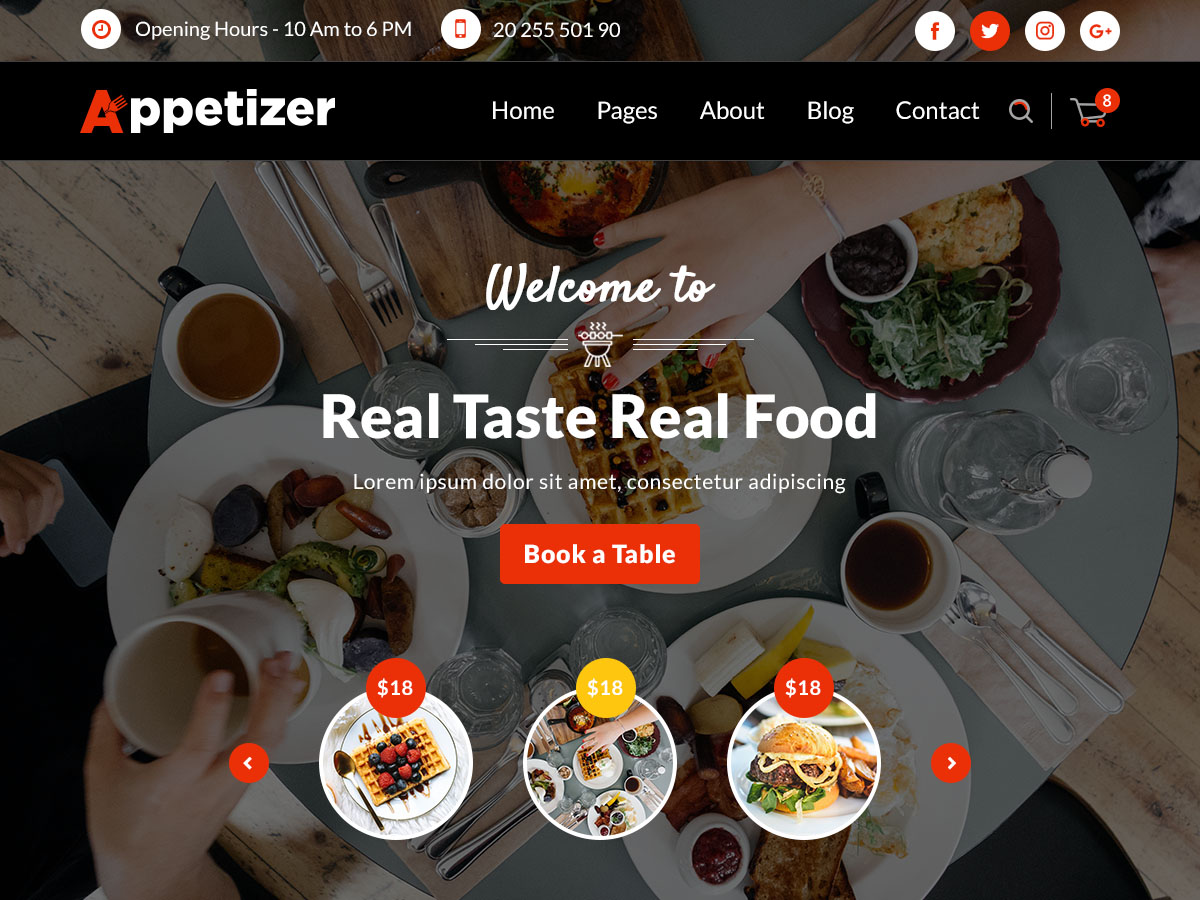 Opening Hours - 10 Am to 6 PM
20 255 501 90
Appetizer
Home
Pages
About
Blog
Contact
8
Welcome to
Real Taste Real Food
Lorem ipsum dolor sit amet, consectetur adipiscing
Book a Table
$18
$18
$18